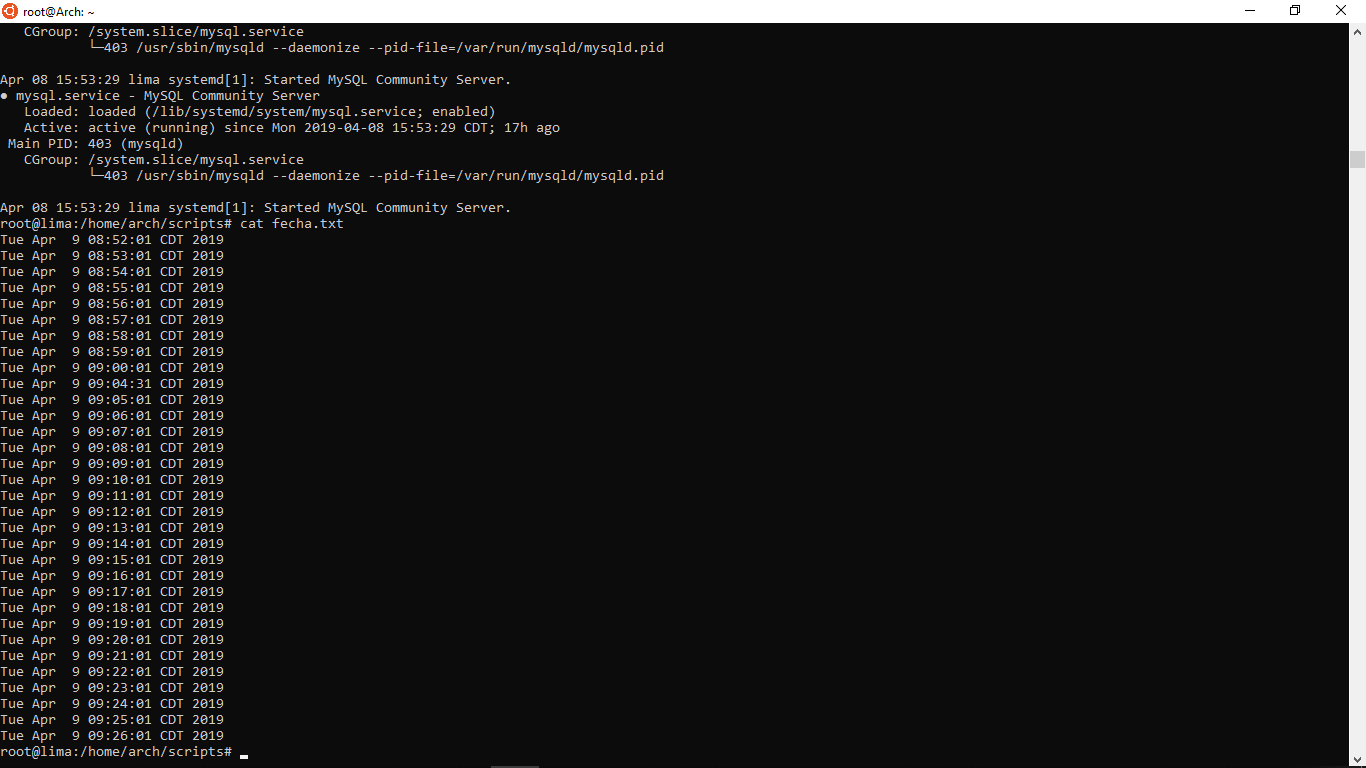 root@Arch: ~
CGroup: /system.slice/mysql.service
└─403 /usr/sbin/mysqld --daemonize --pid-file=/var/run/mysqld/mysqld.pid
Apr 08 15:53:29 lima systemd[1]: Started MySQL Community Server.
● mysql.service - MySQL Community Server
Loaded: loaded (/lib/systemd/system/mysql.service; enabled)
Active: active (running) since Mon 2019-04-08 15:53:29 CDT; 17h ago
Main PID: 403 (mysqld)
CGroup: /system.slice/mysql.service
└─403 /usr/sbin/mysqld --daemonize --pid-file=/var/run/mysqld/mysqld.pid
Apr 08 15:53:29 lima systemd[1]: Started MySQL Community Server.
root@lima:/home/arch/scripts# cat fecha.txt
Tue Apr  9 08:52:01 CDT 2019
Tue Apr  9 08:53:01 CDT 2019
Tue Apr  9 08:54:01 CDT 2019
Tue Apr  9 08:55:01 CDT 2019
Tue Apr  9 08:56:01 CDT 2019
Tue Apr  9 08:57:01 CDT 2019
Tue Apr  9 08:58:01 CDT 2019
Tue Apr  9 08:59:01 CDT 2019
Tue Apr  9 09:00:01 CDT 2019
Tue Apr  9 09:04:31 CDT 2019
Tue Apr  9 09:05:01 CDT 2019
Tue Apr  9 09:06:01 CDT 2019
Tue Apr  9 09:07:01 CDT 2019
Tue Apr  9 09:08:01 CDT 2019
Tue Apr  9 09:09:01 CDT 2019
Tue Apr  9 09:10:01 CDT 2019
Tue Apr  9 09:11:01 CDT 2019
Tue Apr  9 09:12:01 CDT 2019
Tue Apr  9 09:13:01 CDT 2019
Tue Apr  9 09:14:01 CDT 2019
Tue Apr  9 09:15:01 CDT 2019
Tue Apr  9 09:16:01 CDT 2019
Tue Apr  9 09:17:01 CDT 2019
Tue Apr  9 09:18:01 CDT 2019
Tue Apr  9 09:19:01 CDT 2019
Tue Apr  9 09:20:01 CDT 2019
Tue Apr  9 09:21:01 CDT 2019
Tue Apr  9 09:22:01 CDT 2019
Tue Apr  9 09:23:01 CDT 2019
Tue Apr  9 09:24:01 CDT 2019
Tue Apr  9 09:25:01 CDT 2019
Tue Apr  9 09:26:01 CDT 2019
root@lima:/home/arch/scripts#